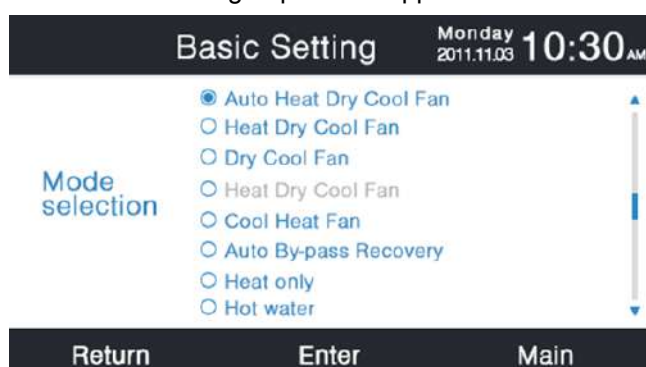 Basic Setting
Monday
2011.11.03
10:30 AM
Auto Heat Dry Cool Fan
Heat Dry Cool Fan
Dry Cool Fan
Mode
selection
Heat Dry Cool Fan
Cool Heat Fan
Auto By-pass Recovery
Heat only
Hot water
Return Enter Main